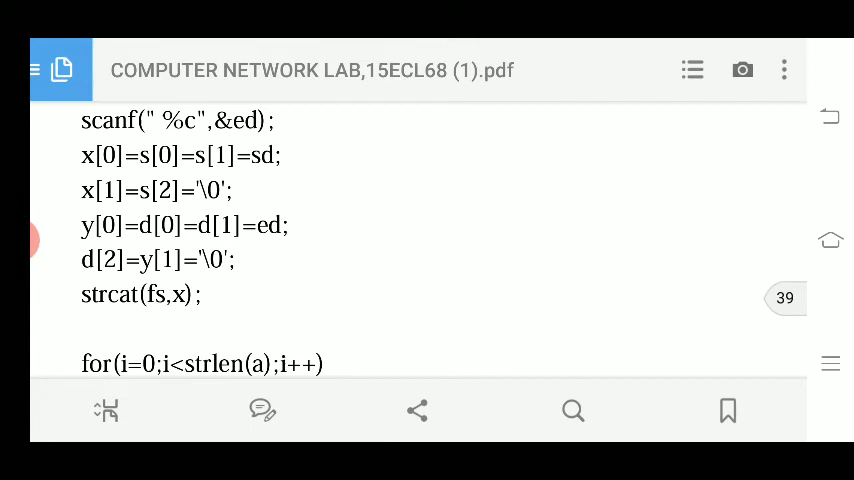 COMPUTER NETWORK LAB,15ECL68 (1).pdf
scanf(" %c",&ed);
x[0]=s[0]=s[1]=sd;
x[1]=s[2]='\0';
y[0]=d[0]=d[1]=ed;
d[2]=y[1]='\0';
strcat(fs,x);
39
for(i=0;i<strlen(a);i++)